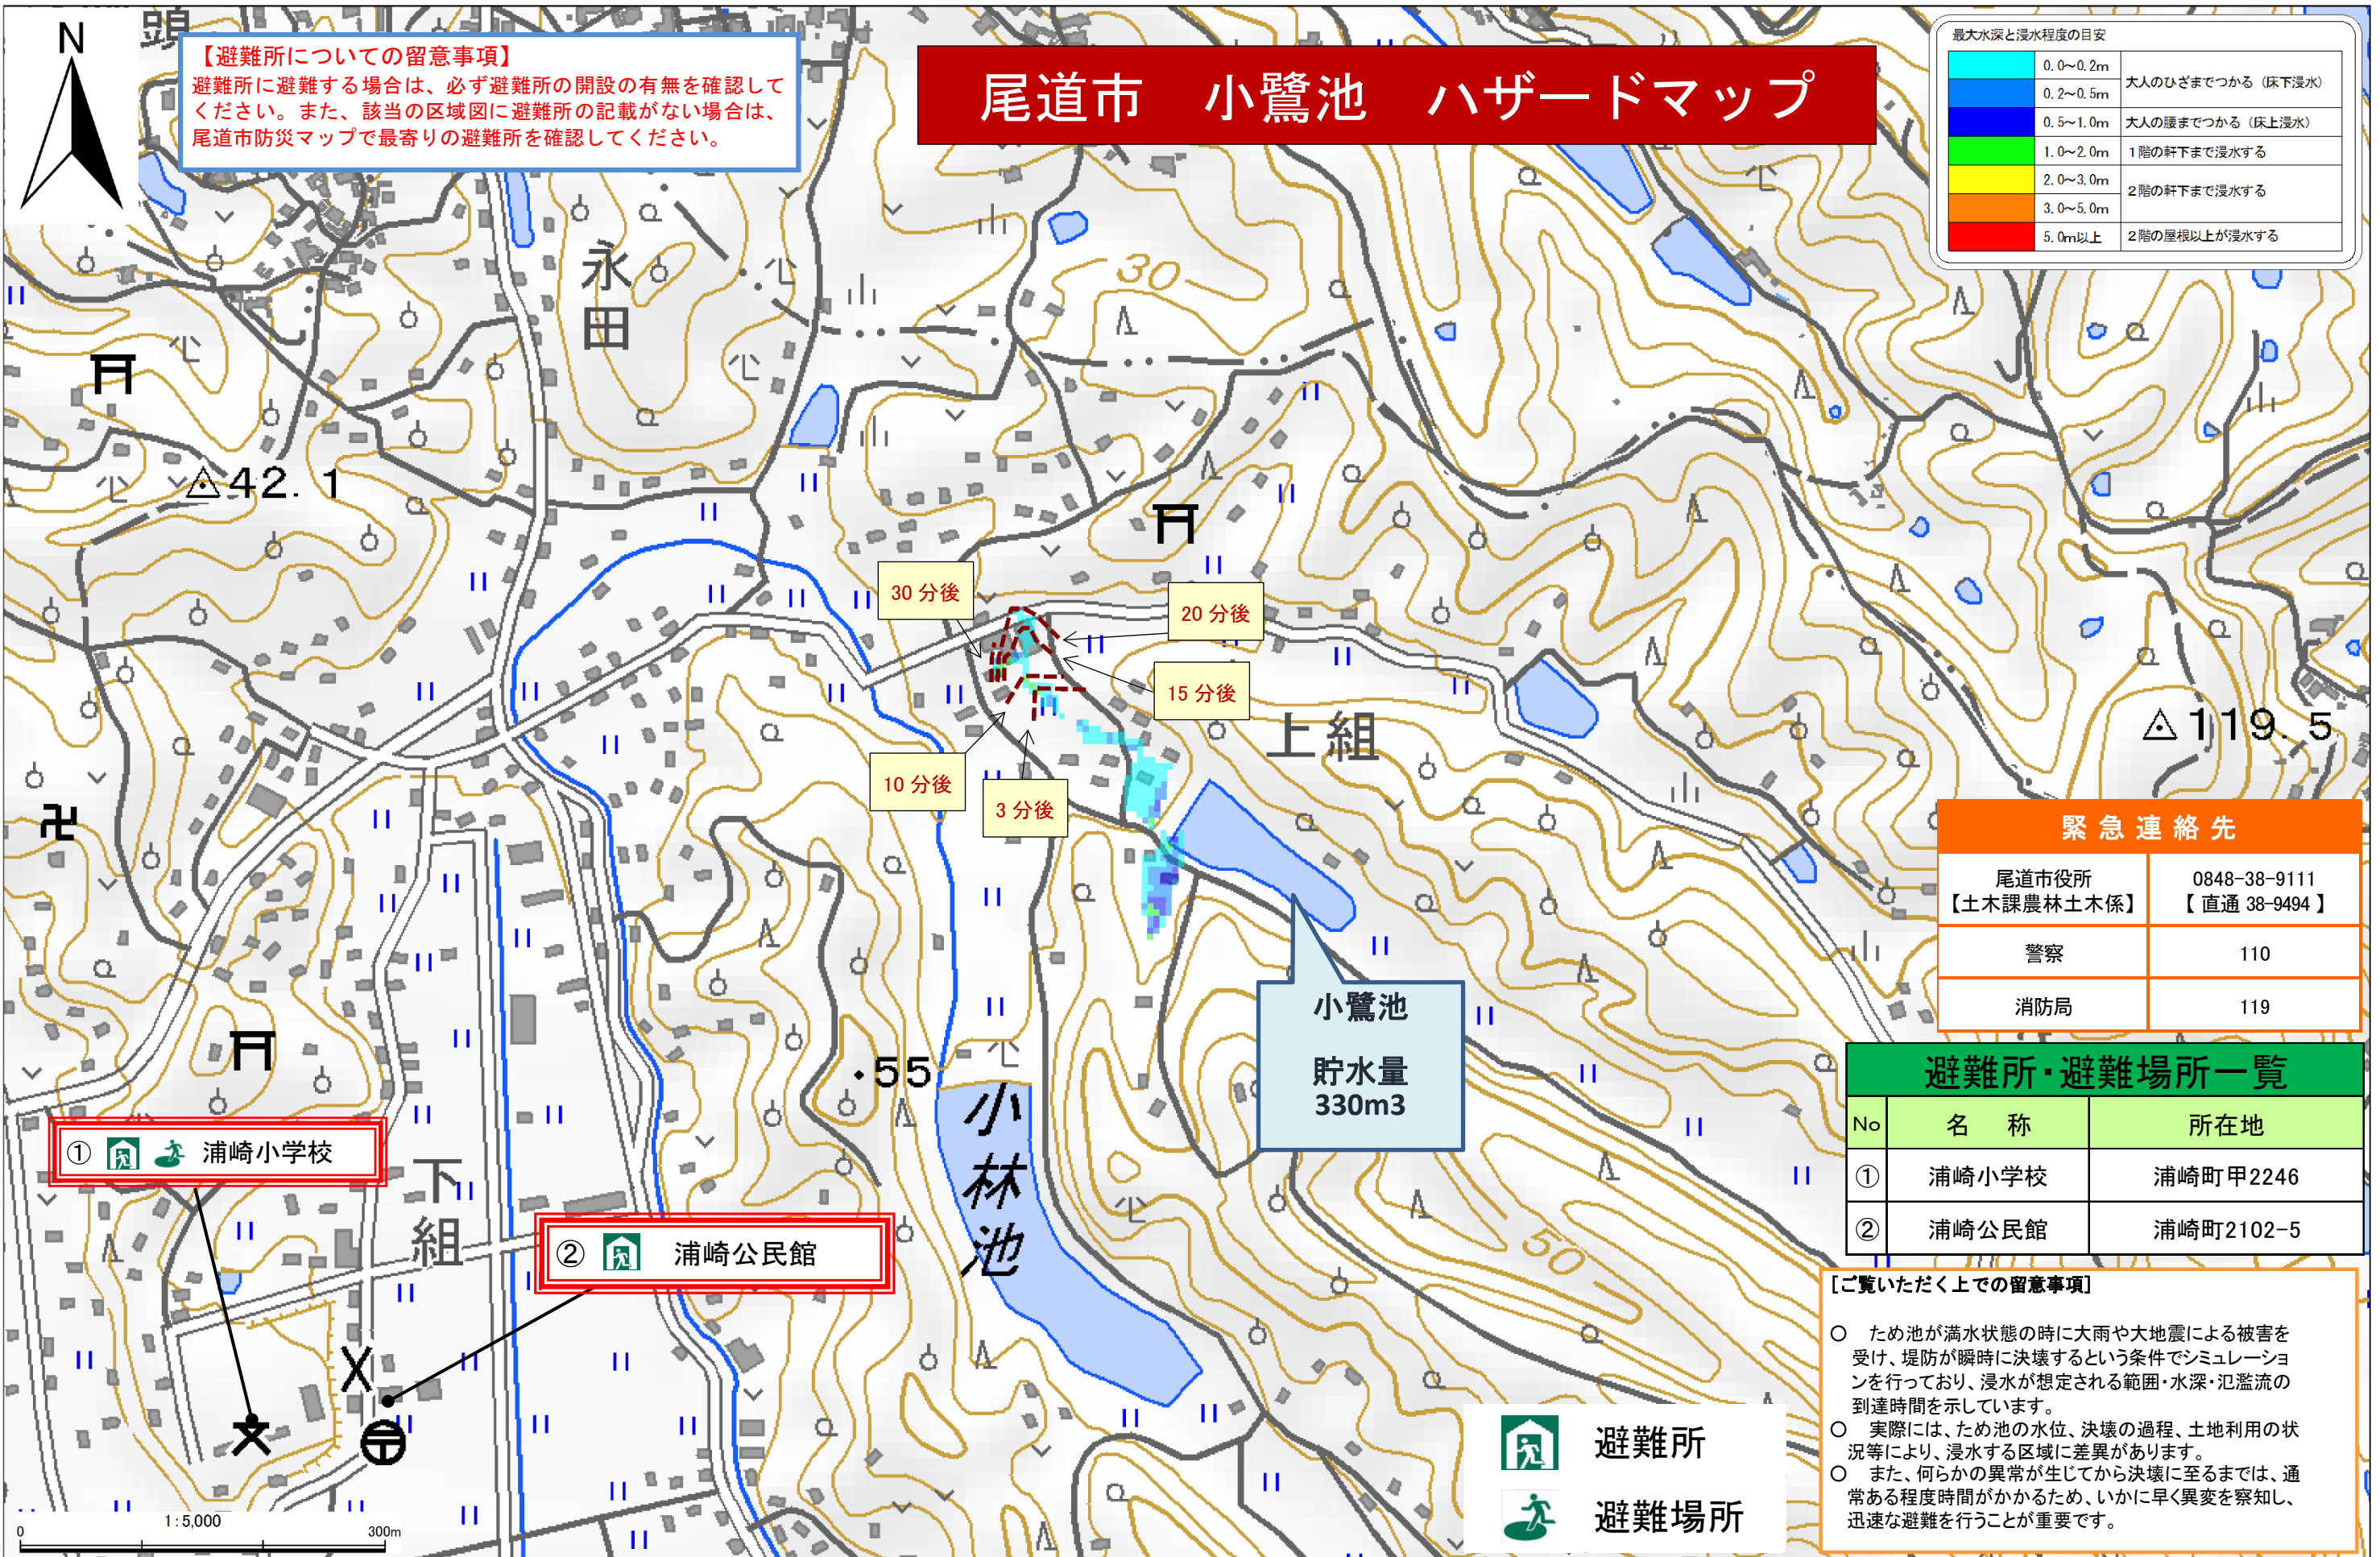 N
頭
【避難所についての留意事項】
避難所に避難する場合は、必ず避難所の開設の有無を確認して
ください。また、該当の区域図に避難所の記載がない場合は、
尾道市防災マップで最寄りの避難所を確認してください。
尾道市 小鷺池 ハザードマップ
最大水深と浸水程度の目安
0.0～0.2m
大人のひざまでつかる（床下浸水）
0.2～0.5m
0.5～1.0m 大人の腰までつかる（床上浸水）
1.0～2.0m 1階の軒下まで浸水する
2.0～3.0m
2階の軒下まで浸水する
3.0～5.0m
5.0m以上 2階の屋根以上が浸水する
永田
30
42.1
30 分後
20 分後
15 分後
10 分後
3 分後
上組
119.5
小鷺池
貯水量
330m3
緊急連絡先
尾道市役所
【土木課農林土木係】
0848-38-9111
【 直通 38-9494 】
警察 110
消防局 119
避難所・避難場所一覧
No 名 称 所在地
① 浦崎小学校 浦崎町甲2246
② 浦崎公民館 浦崎町2102-5
・55
小林池
50
① 浦崎小学校
下組
② 浦崎公民館
[ご覧いただく上での留意事項]
○ ため池が満水状態の時に大雨や大地震による被害を
受け、堤防が瞬時に決壊するという条件でシミュレーショ
ンを行っており、浸水が想定される範囲・水深・氾濫流の
到達時間を示しています。
○ 実際には、ため池の水位、決壊の過程、土地利用の状
況等により、浸水する区域に差異があります。
○ また、何らかの異常が生じてから決壊に至るまでは、通
常ある程度時間がかかるため、いかに早く異変を察知し、
迅速な避難を行うことが重要です。
避難所
避難場所
1:5,000
0 300m